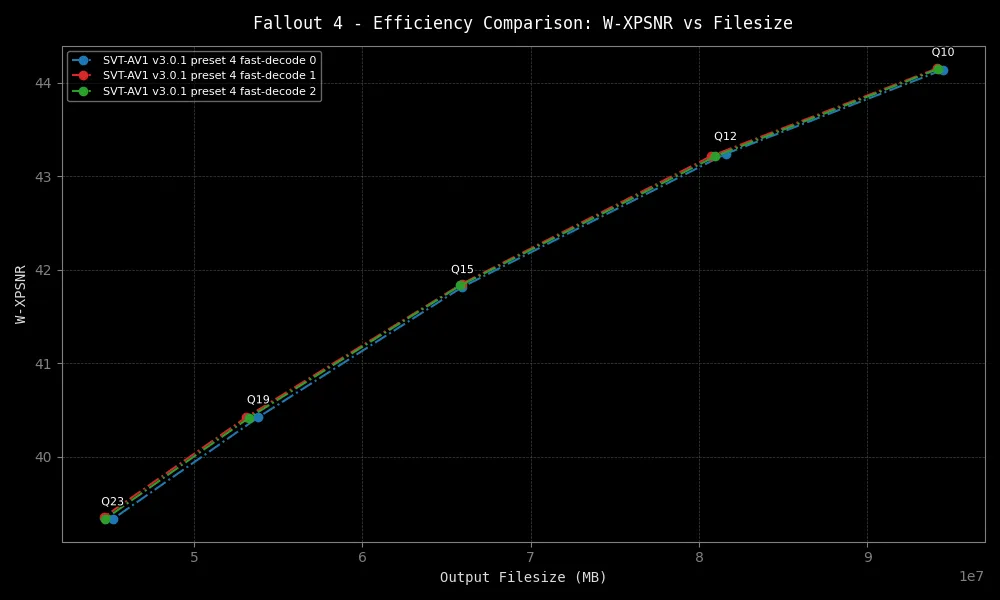 Fallout 4 - Efficiency Comparison: W-XPSNR vs Filesize
SVT-AV1 v3.0.1 preset 4 fast-decode 0
SVT-AV1 v3.0.1 preset 4 fast-decode 1
SVT-AV1 v3.0.1 preset 4 fast-decode 2
Q10
Q12
Q15
Q19
Q23
44
43
42
41
40
W-XPSNR
5 6 7 8 9
1e7
Output Filesize (MB)